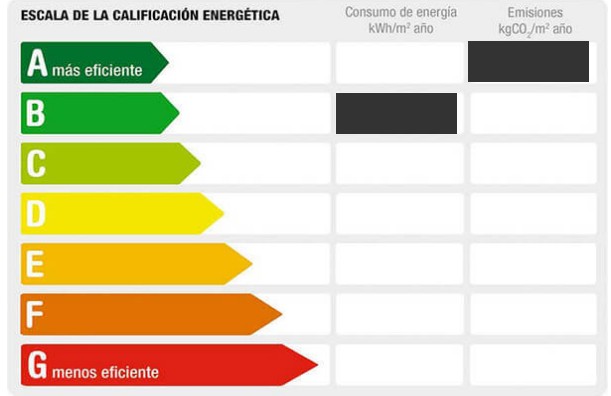 ESCALA DE LA CALIFICACIÓN ENERGÉTICA
Consumo de energía
kWh/m² año
Emisiones
kgCO₂/m² año
A más eficiente
B
C
D
E
F
G menos eficiente